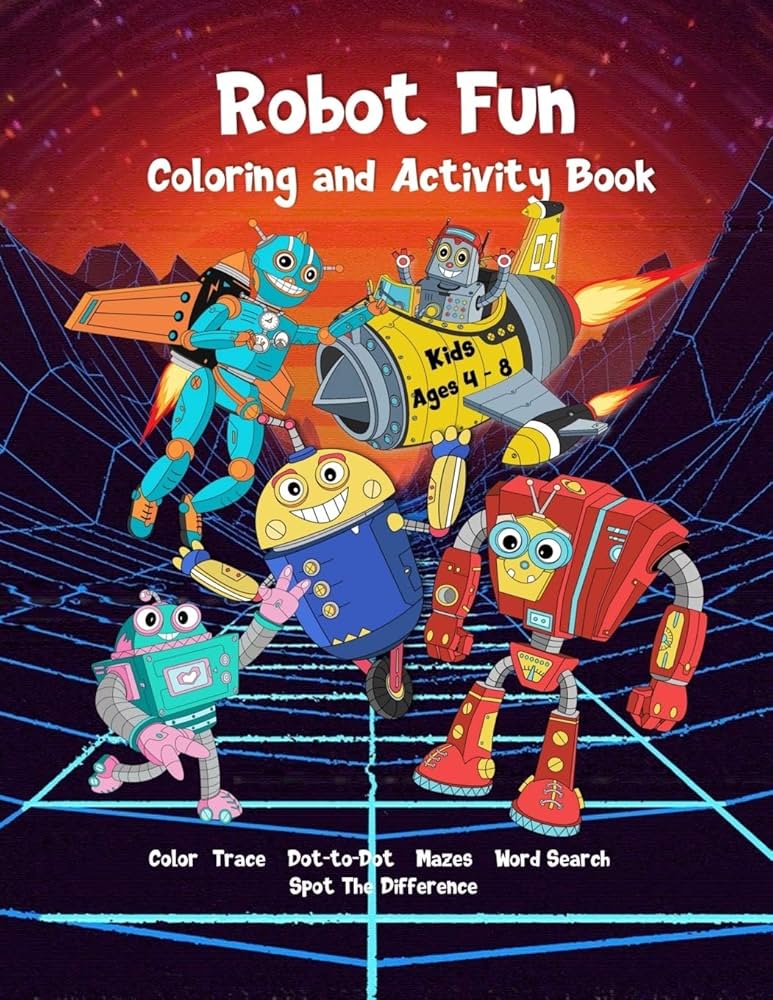 Robot Fun
Coloring and Activity Book
01
Kids
Ages 4 - 8
Color Trace Dot-to-Dot Mazes Word Search
Spot The Difference